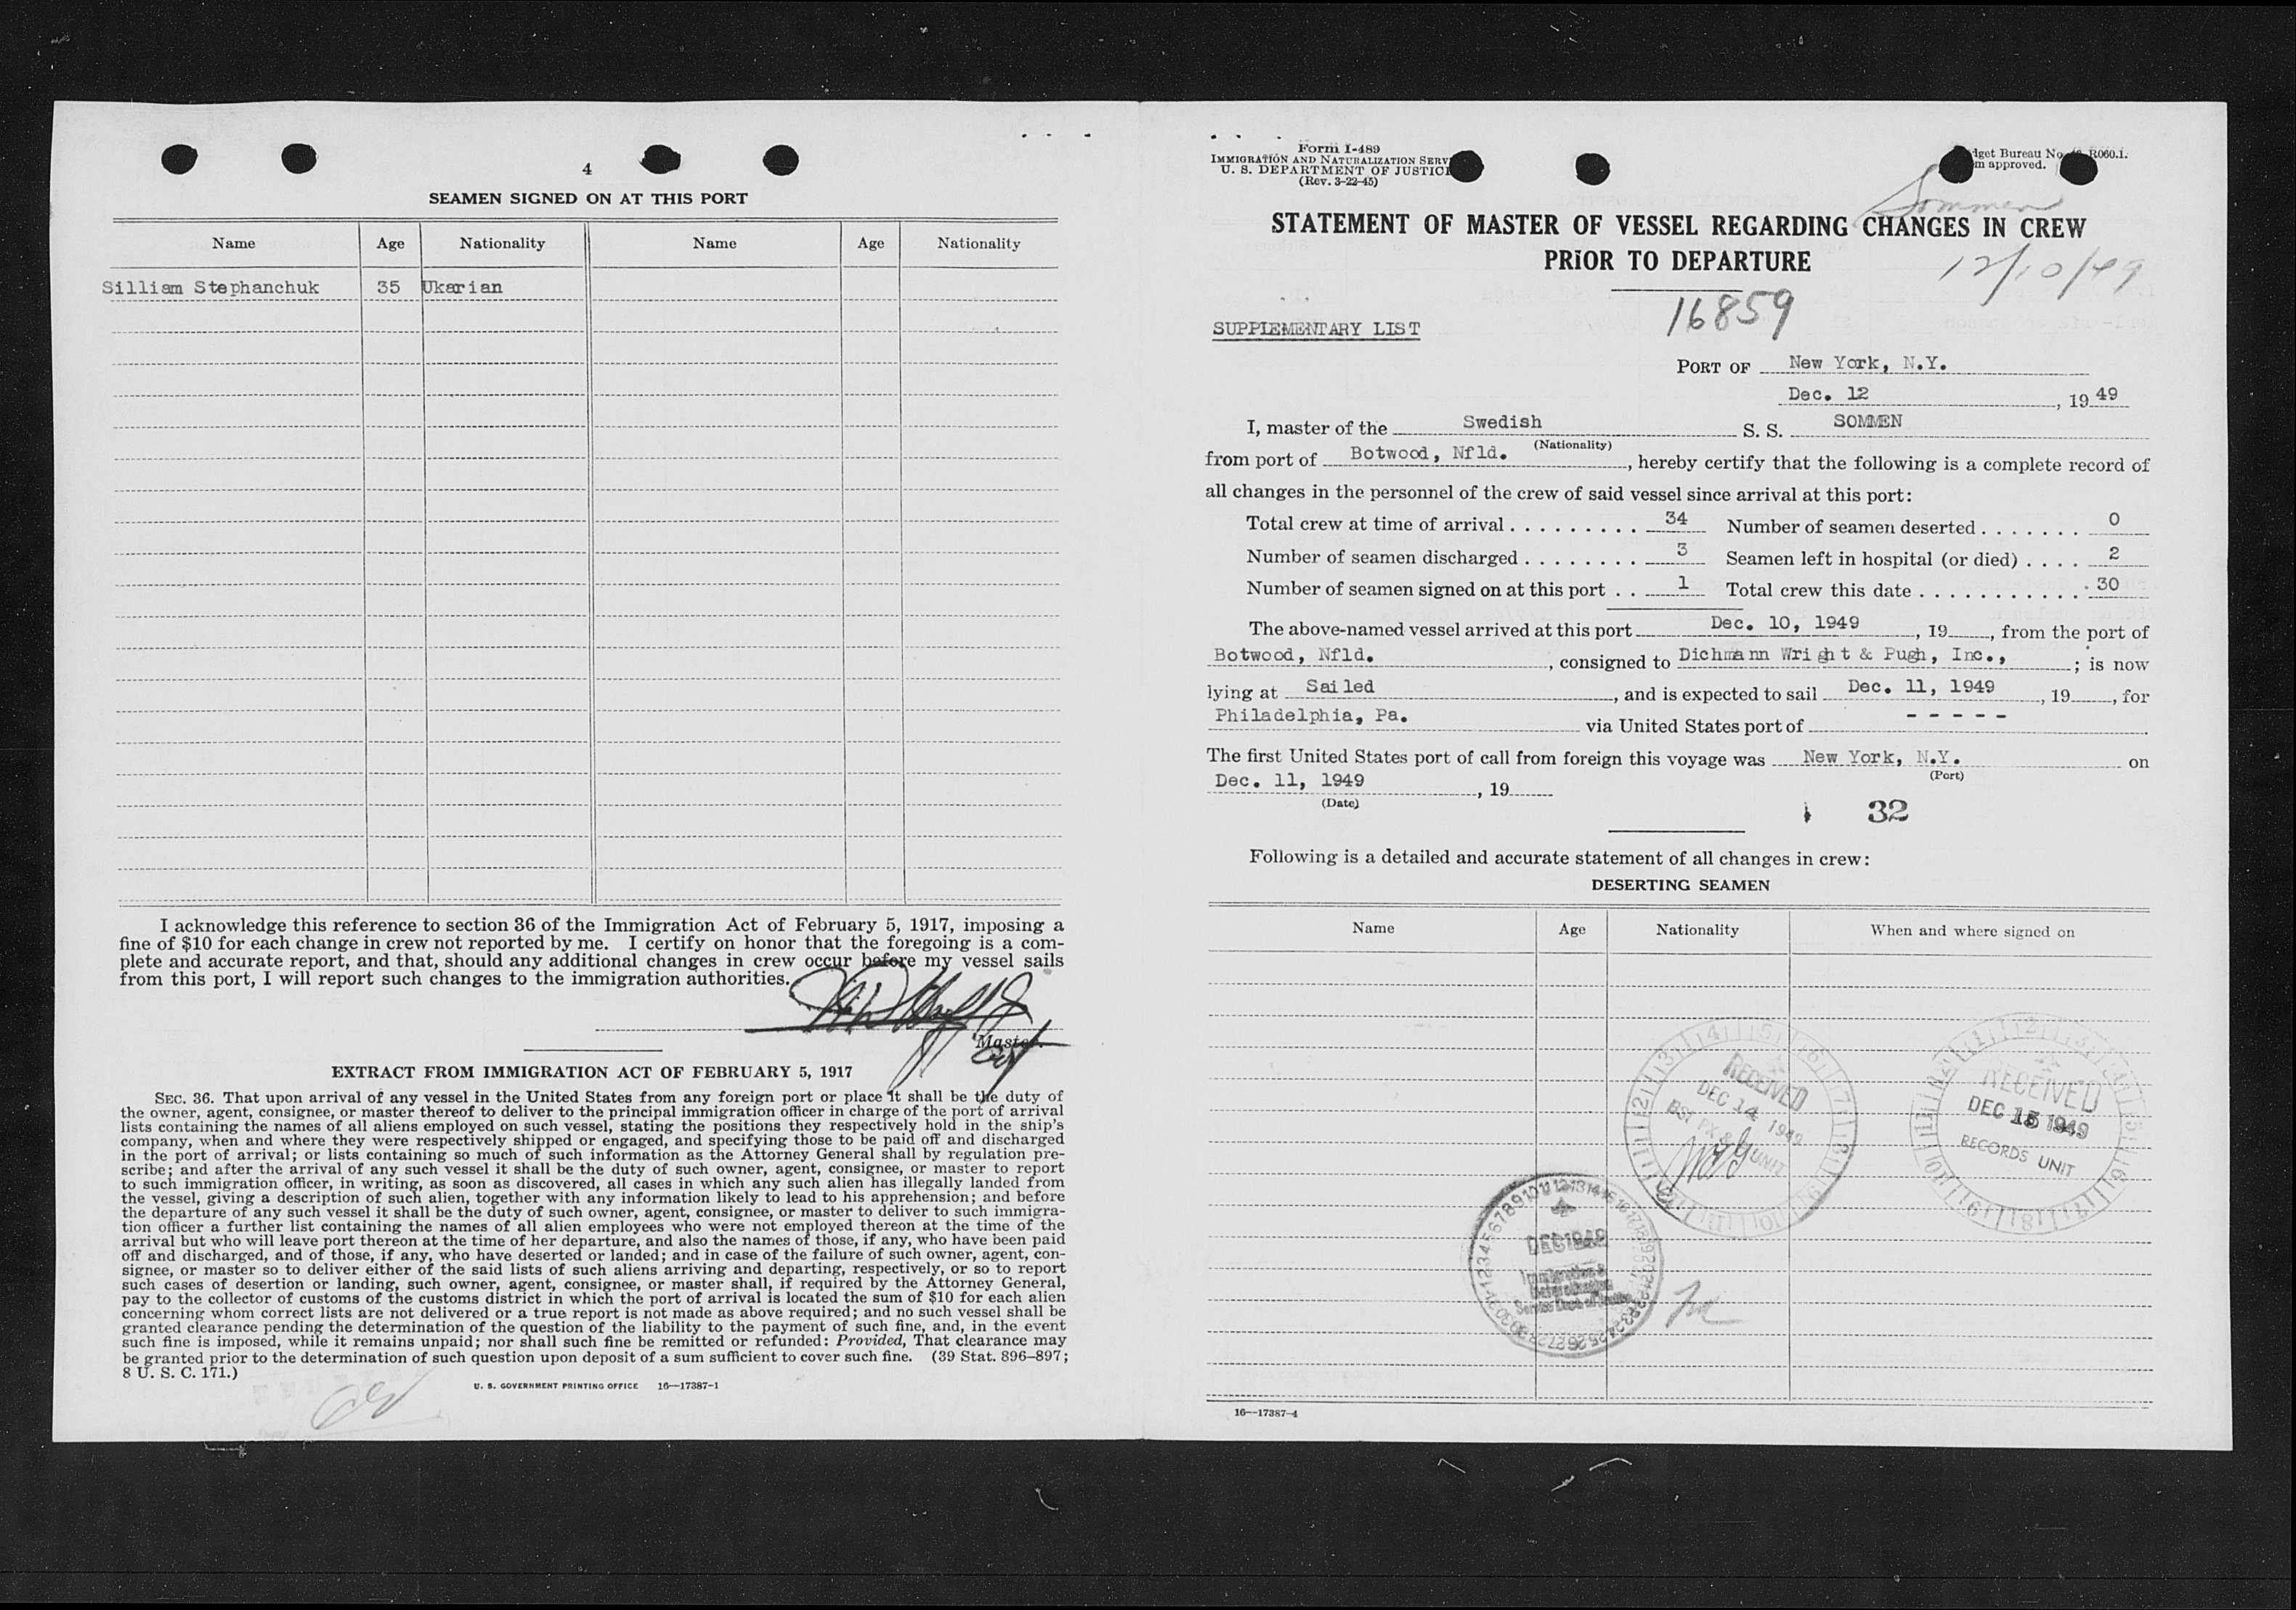 4
SEAMEN SIGNED ON AT THIS PORT
Name Age Nationality Name Age Nationality
Silliam Stephanchuk 35 Ukarian
I acknowledge this reference to section 36 of the Immigration Act of February 5, 1917, imposing a
fine of $10 for each change in crew not reported by me. I certify on honor that the foregoing is a com-
plete and accurate report, and that, should any additional changes in crew occur before my vessel sails
from this port, I will report such changes to the immigration authorities.
Master.
EXTRACT FROM IMMIGRATION ACT OF FEBRUARY 5, 1917
SEC. 36. That upon arrival of any vessel in the United States from any foreign port or place it shall be the duty of
the owner, agent, consignee, or master thereof to deliver to the principal immigration officer in charge of the port of arrival
lists containing the names of all aliens employed on such vessel, stating the positions they respectively hold in the ship's
company, when and where they were respectively shipped or engaged, and specifying those to be paid off and discharged
in the port of arrival; or lists containing so much of such information as the Attorney General shall by regulation pre-
scribe; and after the arrival of any such vessel it shall be the duty of such owner, agent, consignee, or master to report
to such immigration officer, in writing, as soon as discovered, all cases in which any such alien has illegally landed from
the vessel, giving a description of such alien, together with any information likely to lead to his apprehension; and before
the departure of any such vessel it shall be the duty of such owner, agent, consignee, or master to deliver to such immigra-
tion officer a further list containing the names of all alien employees who were not employed thereon at the time of the
arrival but who will leave port thereon at the time of her departure, and also the names of those, if any, who have been paid
off and discharged, and of those, if any, who have deserted or landed; and in case of the failure of such owner, agent, con-
signee, or master so to deliver either of the said lists of such aliens arriving and departing, respectively, or so to report
such cases of desertion or landing, such owner, agent, consignee, or master shall, if required by the Attorney General,
pay to the collector of customs of the customs district in which the port of arrival is located the sum of $10 for each alien
concerning whom correct lists are not delivered or a true report is not made as above required; and no such vessel shall be
granted clearance pending the determination of the question of the liability to the payment of such fine, and, in the event
such fine is imposed, while it remains unpaid; nor shall such fine be remitted or refunded: Provided, That clearance may
be granted prior to the determination of such question upon deposit of a sum sufficient to cover such fine. (39 Stat. 896–897;
8 U. S. C. 171.)
U. S. GOVERNMENT PRINTING OFFICE 16—17387-1
Form I-489
IMMIGRATION AND NATURALIZATION SERV
U. S. DEPARTMENT OF JUSTIC
(Rev. 3-22-45)
dget Bureau No. R060.1.
m approved.
Sommen
STATEMENT OF MASTER OF VESSEL REGARDING CHANGES IN CREW
PRIOR TO DEPARTURE
12/10/49
16859
SUPPLEMENTARY LIST
PORT OF New York, N.Y.
Dec. 12, 19 49
I, master of the Swedish S. S. SOMMEN
(Nationality)
from port of Botwood, Nfld., hereby certify that the following is a complete record of
all changes in the personnel of the crew of said vessel since arrival at this port:
Total crew at time of arrival . . . . . . . . . 34 Number of seamen deserted . . . . . . . 0
Number of seamen discharged . . . . . . . . 3 Seamen left in hospital (or died) . . . . 2
Number of seamen signed on at this port . . 1 Total crew this date . . . . . . . . . . . 30
The above-named vessel arrived at this port Dec. 10, 1949, 19, from the port of
Botwood, Nfld., consigned to Dichmann Wright & Pugh, Inc., ; is now
lying at Sailed, and is expected to sail Dec. 11, 1949, 19, for
Philadelphia, Pa. via United States port of - - - - -
The first United States port of call from foreign this voyage was New York, N.Y. on
(Port)
Dec. 11, 1949, 19
(Date)
32
Following is a detailed and accurate statement of all changes in crew:
DESERTING SEAMEN
Name Age Nationality When and where signed on
RECEIVED
DEC 14 1949
UNIT
RECEIVED
DEC 15 1949
RECORDS UNIT
DEC 1949
16—17387-4